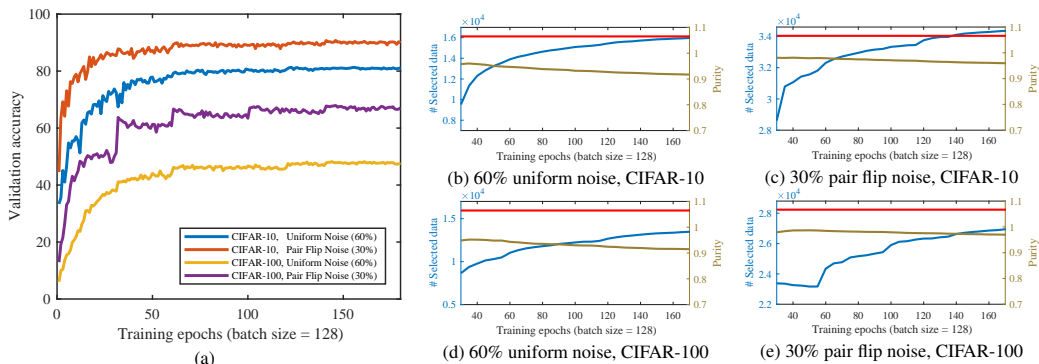 Validation accuracy
100
80
60
40
20
0
0
50
100
150
Training epochs (batch size = 128)
(a)
CIFAR-10, Uniform Noise (60%)
CIFAR-10, Pair Flip Noise (30%)
CIFAR-100, Uniform Noise (60%)
CIFAR-100, Pair Flip Noise (30%)
×10⁴
# Selected data
1.6
1.4
1.2
1.0
0.8
1.1
1
0.9
0.8
0.7
Purity
40 60 80 100 120 140 160
Training epochs (batch size = 128)
(b) 60% uniform noise, CIFAR-10
×10⁴
# Selected data
3.4
3.2
3.0
2.8
1.1
1
0.9
0.8
0.7
Purity
40 60 80 100 120 140 160
Training epochs (batch size = 128)
(c) 30% pair flip noise, CIFAR-10
×10⁴
# Selected data
1.5
1
0.5
1.1
1
0.9
0.8
0.7
Purity
40 60 80 100 120 140 160
Training epochs (batch size = 128)
(d) 60% uniform noise, CIFAR-100
×10⁴
# Selected data
2.8
2.6
2.4
2.2
1.1
1
0.9
0.8
0.7
Purity
40 60 80 100 120 140 160
Training epochs (batch size = 128)
(e) 30% pair flip noise, CIFAR-100